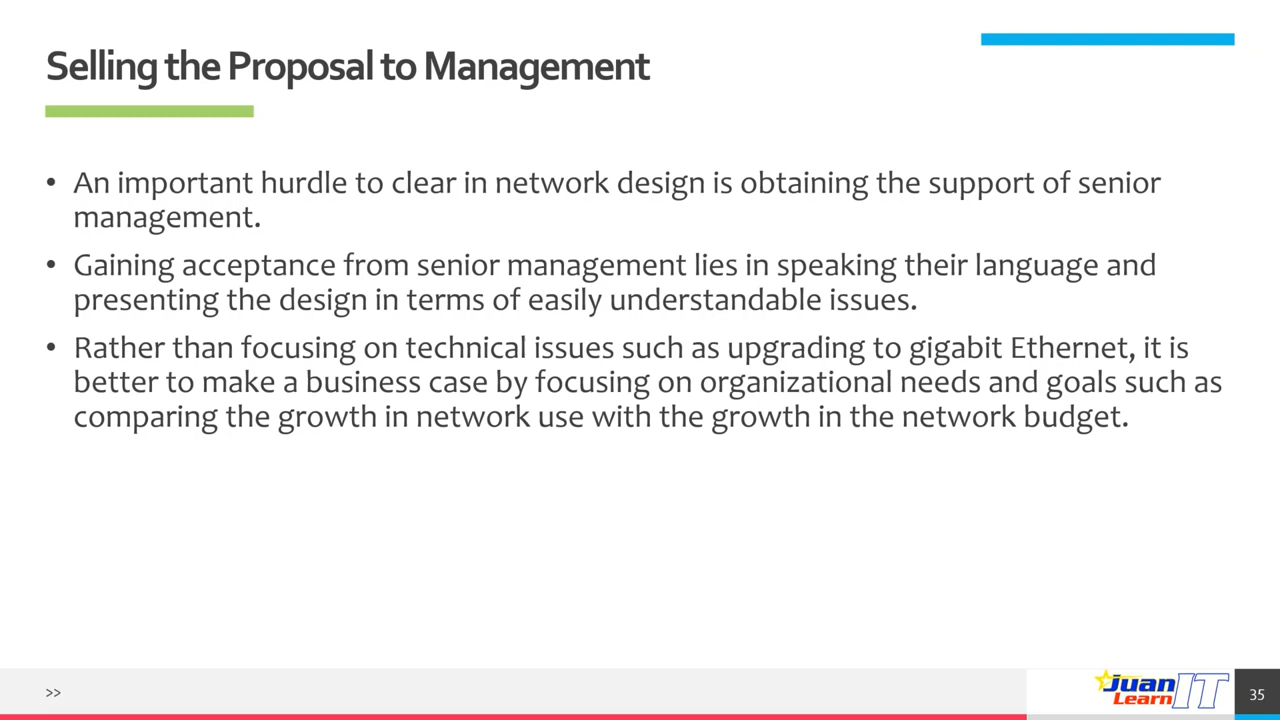 Selling the Proposal to Management
• An important hurdle to clear in network design is obtaining the support of senior
management.
• Gaining acceptance from senior management lies in speaking their language and
presenting the design in terms of easily understandable issues.
• Rather than focusing on technical issues such as upgrading to gigabit Ethernet, it is
better to make a business case by focusing on organizational needs and goals such as
comparing the growth in network use with the growth in the network budget.
>>
Juan
Learn
IT
35